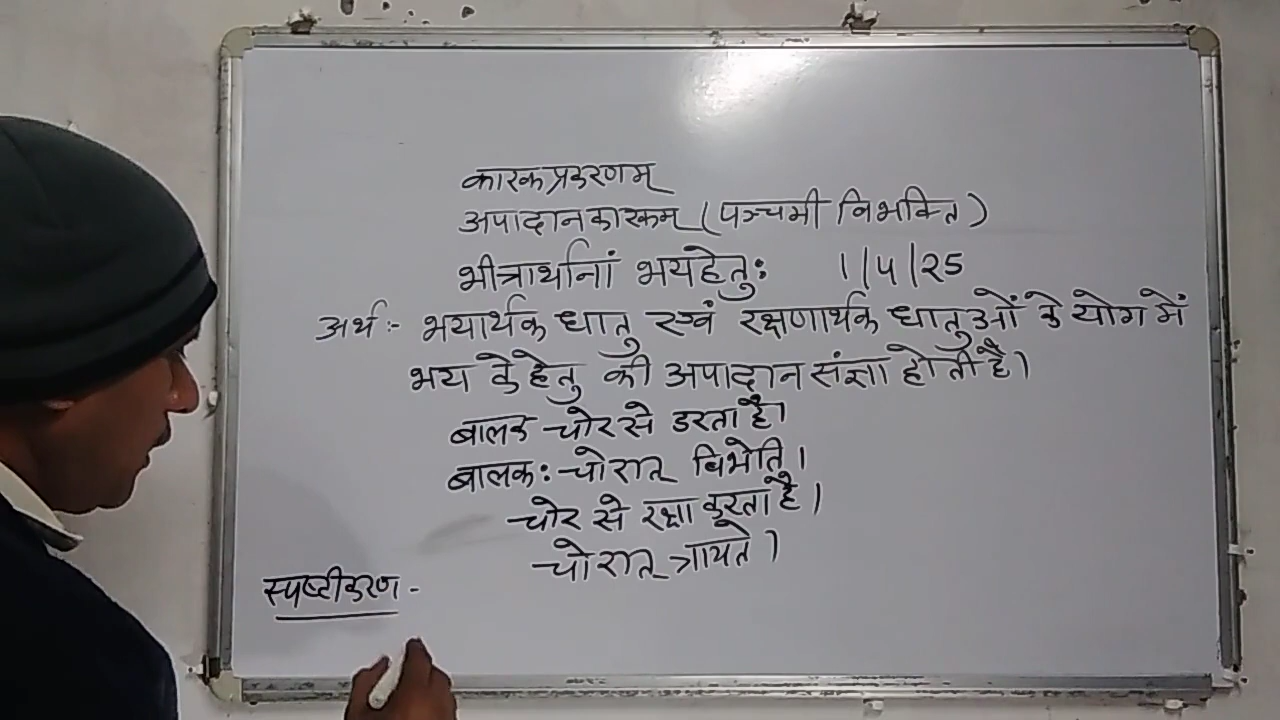 कारकप्रकरणम्
अपादानकारकम् (पञ्चमी विभक्ति)
भीत्रार्थानां भयहेतुः 1|4|25
अर्थ:- भयार्थक धातु एवं रक्षणार्थक धातुओं के योग में
भय के हेतु की अपादान संज्ञा होती है।
बालक चोर से डरता है।
बालक: चोरात् विभेति।
चोर से रक्षा करता है।
चोरात् त्रायते।
स्पष्टीकरण -